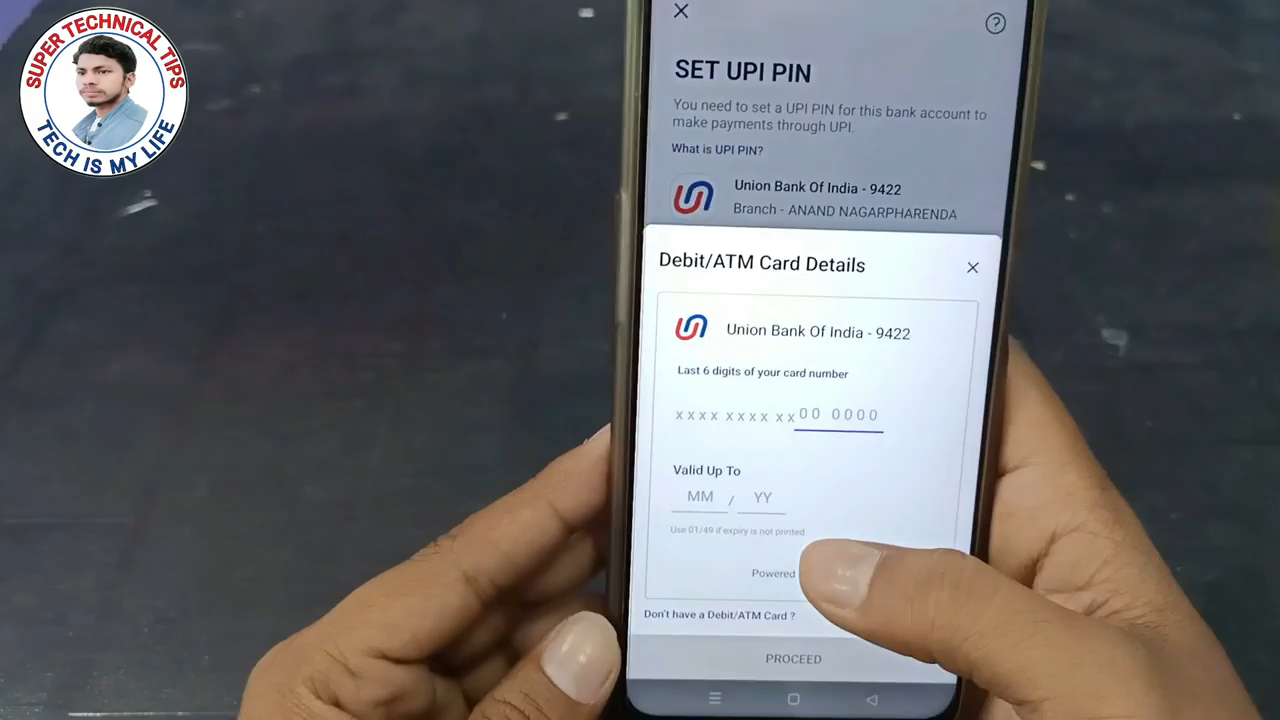 SUPER TECHNICAL TIPS
TECH IS MY LIFE
SET UPI PIN
You need to set a UPI PIN for this bank account to
make payments through UPI.
What is UPI PIN?
Union Bank Of India - 9422
Branch - ANAND NAGARPHARENDA
Debit/ATM Card Details
Union Bank Of India - 9422
Last 6 digits of your card number
xxxx xxxx xx00 0000
Valid Up To
MM / YY
Use 01/49 if expiry is not printed
Powered
Don't have a Debit/ATM Card ?
PROCEED